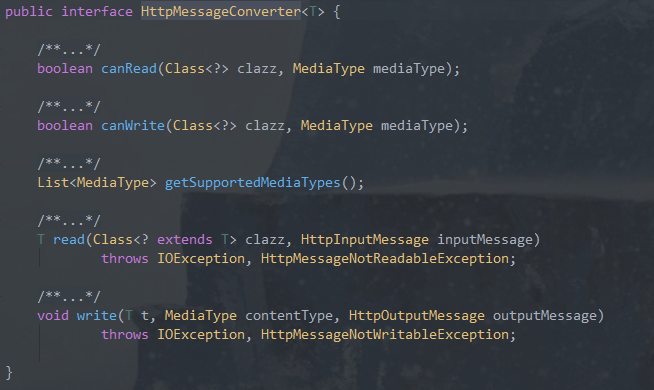 public interface HttpMessageConverter<T> {
/**...*/
boolean canRead(Class<?> clazz, MediaType mediaType);
/**...*/
boolean canWrite(Class<?> clazz, MediaType mediaType);
/**...*/
List<MediaType> getSupportedMediaTypes();
/**...*/
T read(Class<? extends T> clazz, HttpInputMessage inputMessage)
throws IOException, HttpMessageNotReadableException;
/**...*/
void write(T t, MediaType contentType, HttpOutputMessage outputMessage)
throws IOException, HttpMessageNotWritableException;
}